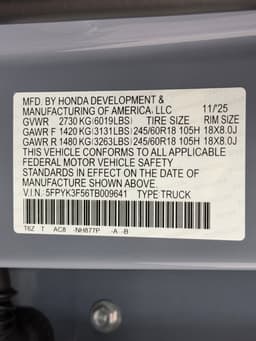 MFD. BY HONDA DEVELOPMENT &
MANUFACTURING OF AMERICA, LLC 11/'25
GVWR 2730 KG(6019LBS) TIRE SIZE RIM SIZE
GAWR F 1420 KG(3131LBS) 245/60R18 105H 18X8.0J
GAWR R 1480 KG(3263LBS) 245/60R18 105H 18X8.0J
THIS VEHICLE CONFORMS TO ALL APPLICABLE
FEDERAL MOTOR VEHICLE SAFETY
STANDARDS IN EFFECT ON THE DATE
OF MANUFACTURE SHOWN ABOVE.
V.I.N. 5FPYK3F56TB009641 TYPE TRUCK
T6Z T AC8 -NH877P -A -B